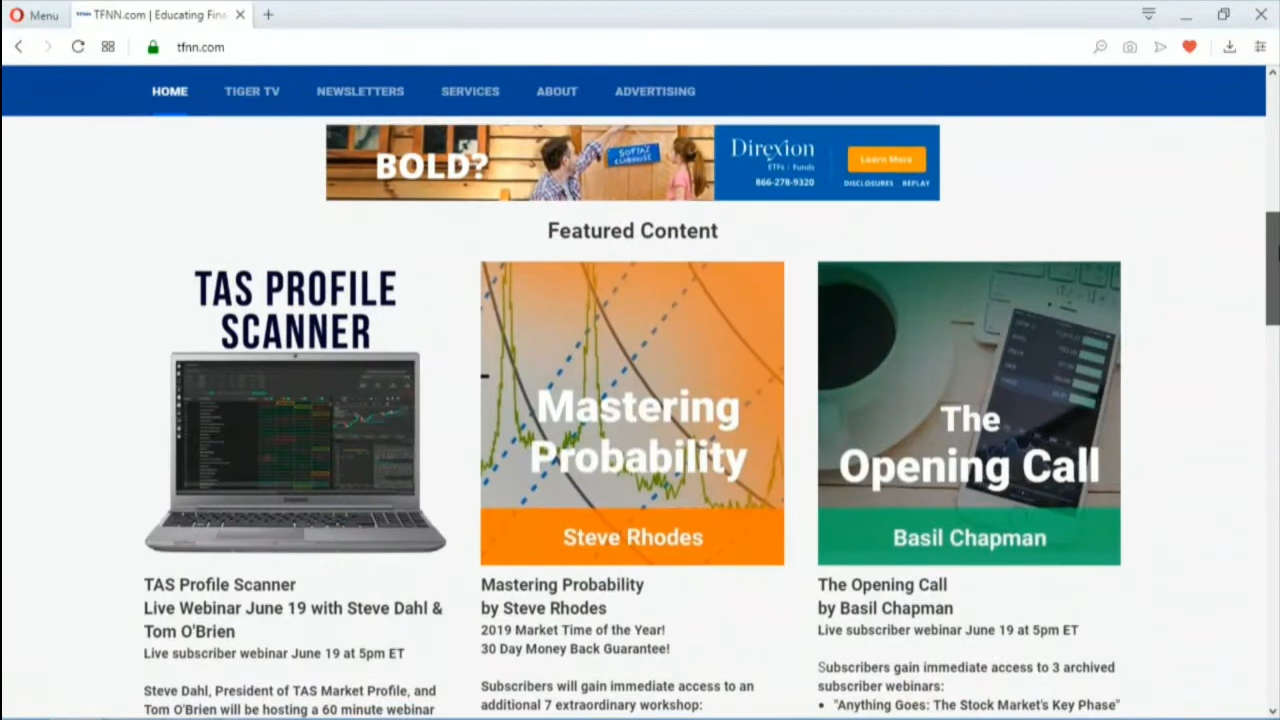 Menu
TFNN.com | Educating Fin
tfnn.com
HOME
TIGER TV
NEWSLETTERS
SERVICES
ABOUT
ADVERTISING
BOLD?
Direxion
ETFs | Funds
866-278-9320
Learn More
DISCLOSURES REPLAY
Featured Content
TAS PROFILE
SCANNER
TAS Profile Scanner
Live Webinar June 19 with Steve Dahl &
Tom O'Brien
Live subscriber webinar June 19 at 5pm ET
Steve Dahl, President of TAS Market Profile, and
Tom O'Brien will be hosting a 60 minute webinar
Mastering
Probability
Steve Rhodes
Mastering Probability
by Steve Rhodes
2019 Market Time of the Year!
30 Day Money Back Guarantee!
Subscribers will gain immediate access to an
additional 7 extraordinary workshop:
The
Opening Call
Basil Chapman
The Opening Call
by Basil Chapman
Live subscriber webinar June 19 at 5pm ET
Subscribers gain immediate access to 3 archived
subscriber webinars:
• "Anything Goes: The Stock Market's Key Phase"